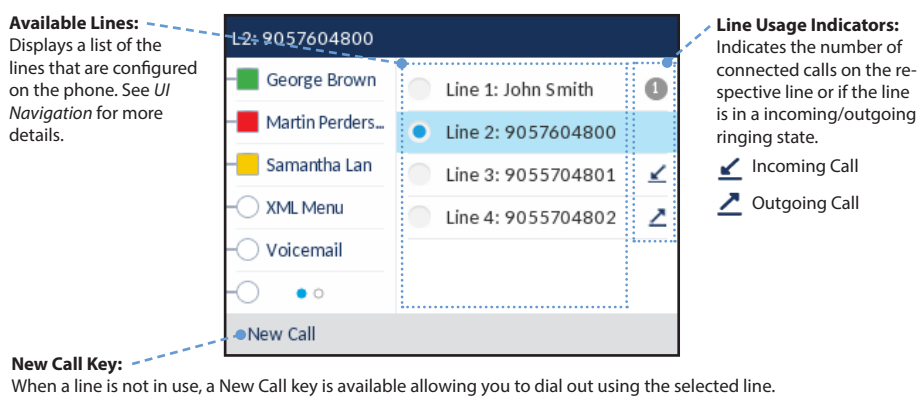 Available Lines:
Displays a list of the
lines that are configured
on the phone. See UI
Navigation for more
details.
L2: 9057604800
George Brown
Martin Perders...
Samantha Lan
XML Menu
Voicemail
Line 1: John Smith
1
Line 2: 9057604800
Line 3: 9055704801
Line 4: 9055704802
New Call
Line Usage Indicators:
Indicates the number of
connected calls on the re-
spective line or if the line
is in a incoming/outgoing
ringing state.
Incoming Call
Outgoing Call
New Call Key:
When a line is not in use, a New Call key is available allowing you to dial out using the selected line.